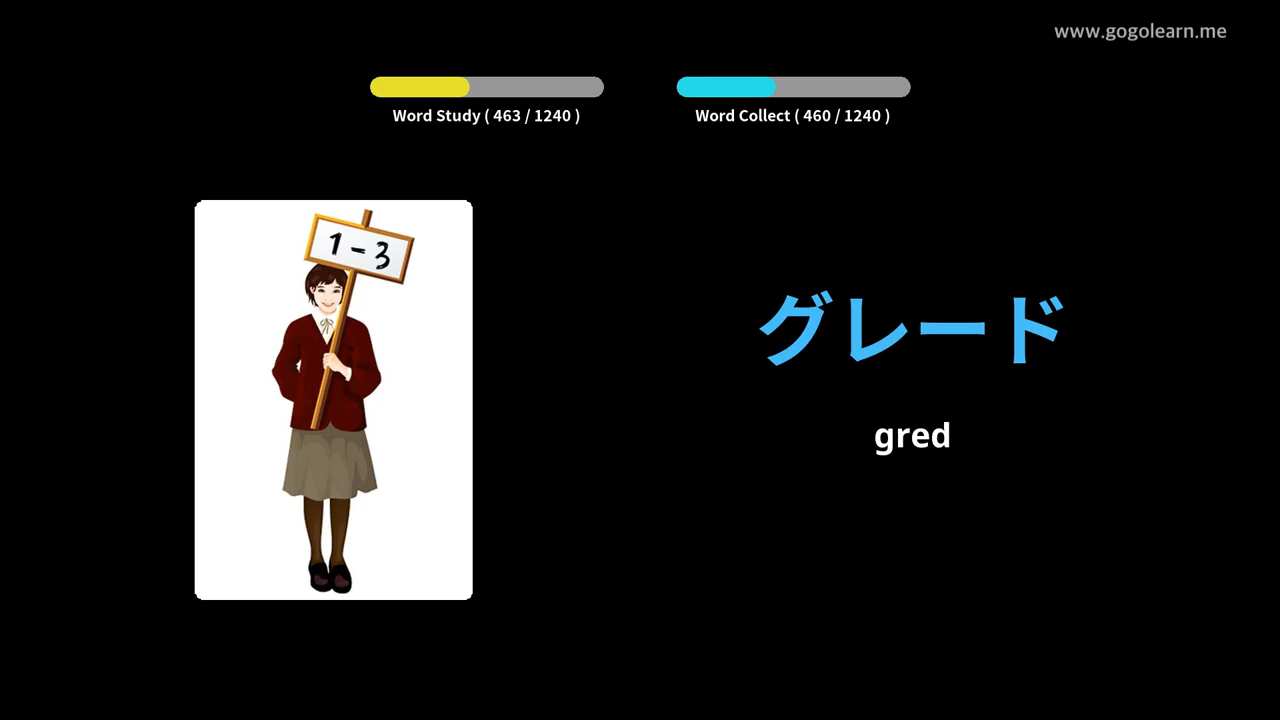 www.gogolearn.me
Word Study ( 463 / 1240 )
Word Collect ( 460 / 1240 )
1 - 3
グレード
gred